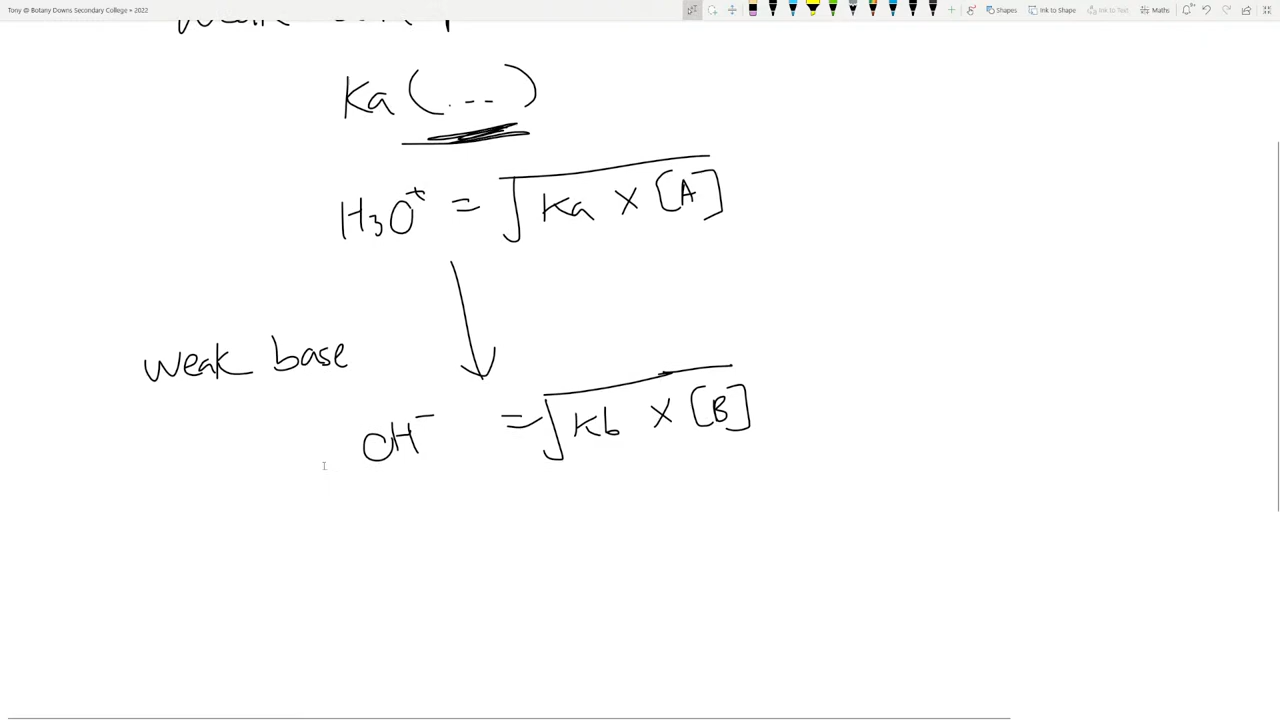 Tony @ Botany Downs Secondary College • 2022
Shapes Ink to Shape Ink to Text Maths
Ka (...)
H₃O⁺ = √Ka × [A]
weak base
OH⁻ = √Kb × [B]